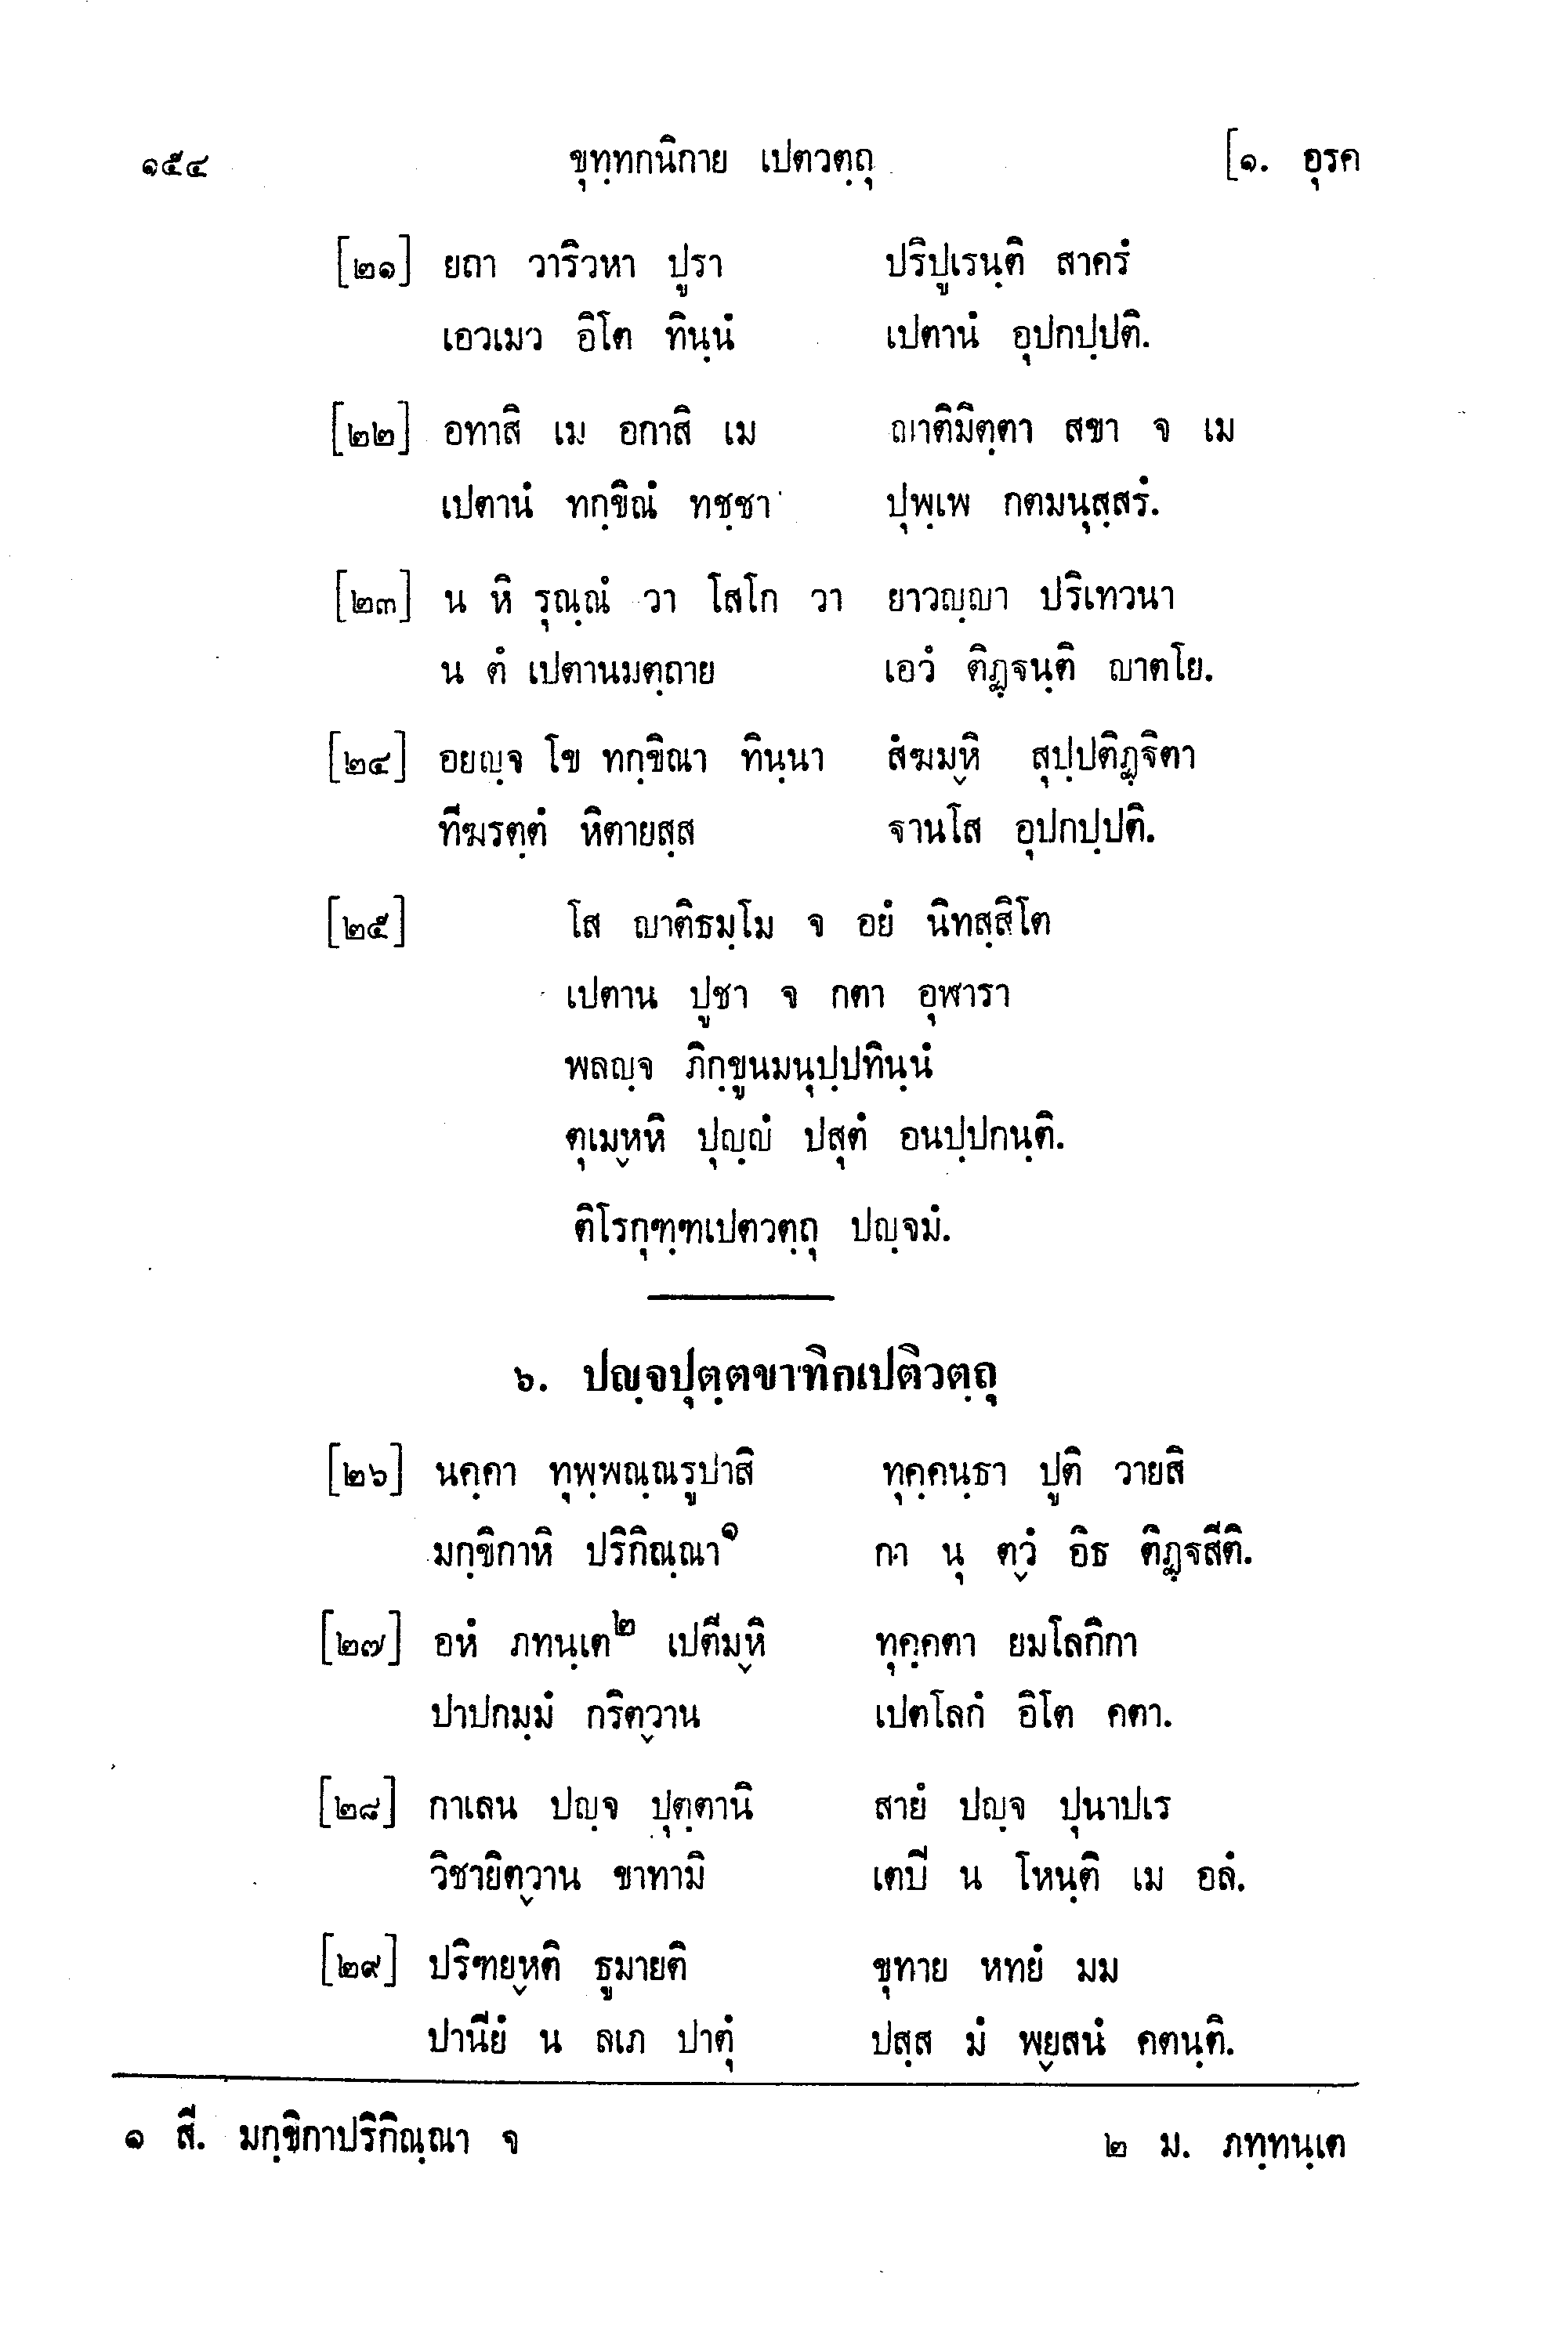 ๑๕๔ ขุทฺทกนิกาย เปตวตฺถุ [๑. อุรค
[๒๑] ยถา วาริวหา ปูรา ปริปูเรนฺติ สาครํ
เอวเมว อิโต ทินฺนํ เปตานํ อุปกปฺปติ.
[๒๒] อทาสิ เม อกาสิ เม ญาติมิตฺตา สขา จ เม
เปตานํ ทกฺขิณํ ทชฺชา ปุพฺเพ กตมนุสฺสรํ.
[๒๓] น หิ รุณฺณํ วา โสโก วา ยาวญฺญา ปริเทวนา
น ตํ เปตานมตฺถาย เอวํ ติฏฺฐนฺติ ญาตโย.
[๒๔] อยญฺจ โข ทกฺขิณา ทินฺนา สํฆมฺหิ สุปฺปติฏฺฐิตา
ทีฆรตฺตํ หิตายสฺส ฐานโส อุปกปฺปติ.
[๒๕] โส ญาติธมฺโม จ อยํ นิทสฺสิโต
เปตาน ปูชา จ กตา อุฬารา
พลญฺจ ภิกฺขูนมนุปฺปทินฺนํ
ตุเมฺหหิ ปุญฺญํ ปสุตํ อนปฺปกนฺติ.
ติโรกุฑฺฑเปตวตฺถุ ปญฺจมํ.
๖. ปญฺจปุตฺตขาทิกเปติวตฺถุ
[๒๖] นคฺคา ทุพฺพณฺณรูปาสิ ทุคฺคนฺธา ปูติ วายสิ
มกฺขิกาหิ ปริกิณฺณา๑ กา นุ ตฺวํ อิธ ติฏฺฐสีติ.
[๒๗] อหํ ภทนฺเต๒ เปตีมฺหิ ทุคฺคตา ยมโลกิกา
ปาปกมฺมํ กริตฺวาน เปตโลกํ อิโต คตา.
[๒๘] กาเลน ปญฺจ ปุตฺตานิ สายํ ปญฺจ ปุนาปเร
วิชายิตฺวาน ขาทามิ เตปี น โหนฺติ เม อลํ.
[๒๙] ปริฑยฺหติ ธูมายติ ขุทาย หทยํ มม
ปานียํ น ลเภ ปาตุํ ปสฺส มํ พฺยสนํ คตนฺติ.
๑ สี. มกฺขิกาปริกิณฺณา จ ๒ ม. ภทฺทนฺเต